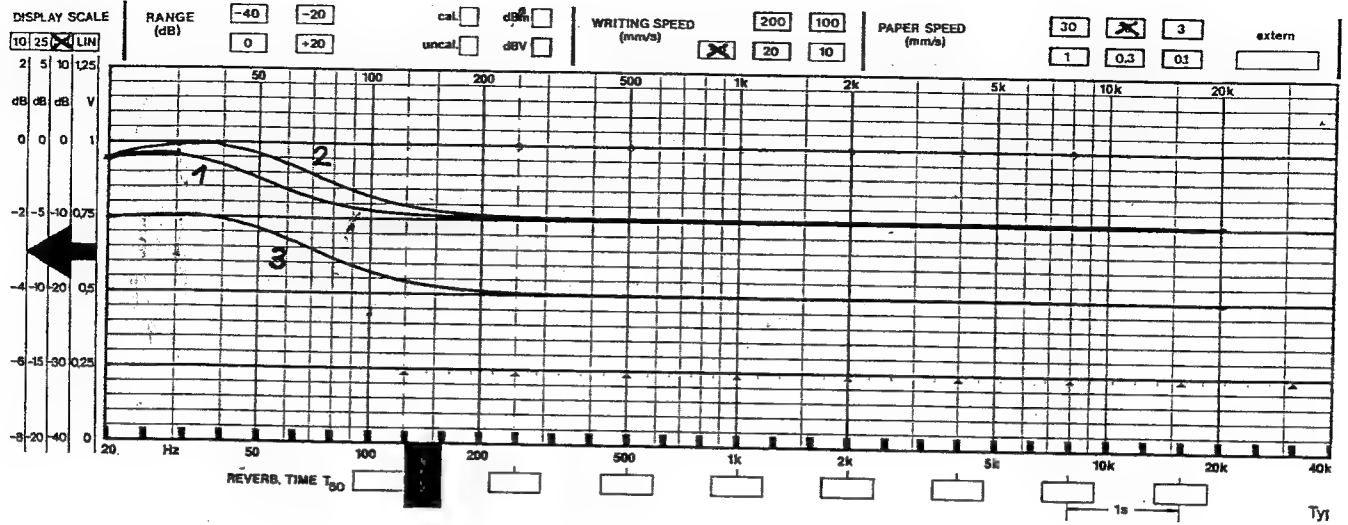 DISPLAY SCALE RANGE (dB) -40 -20 cal. dBm WRITING SPEED (mm/s) 200 100 PAPER SPEED (mm/s) 30 3 extern
10 25 LIN 0 +20 uncal. dBV 20 10 1 0.3 0.1
2 5 10 1,25 50 100 200 500 1k 2k 5k 10k 20k
dB dB dB V
0 0 0 1
2
1
-2 -5 -10 0,75
3
-4 -10 -20 0,5
-6 -15 -30 0,25
-8 -20 -40 0
20. Hz 50 100 200 500 1k 2k 5k 10k 20k 40k
REVERB. TIME T60
1s
Typ